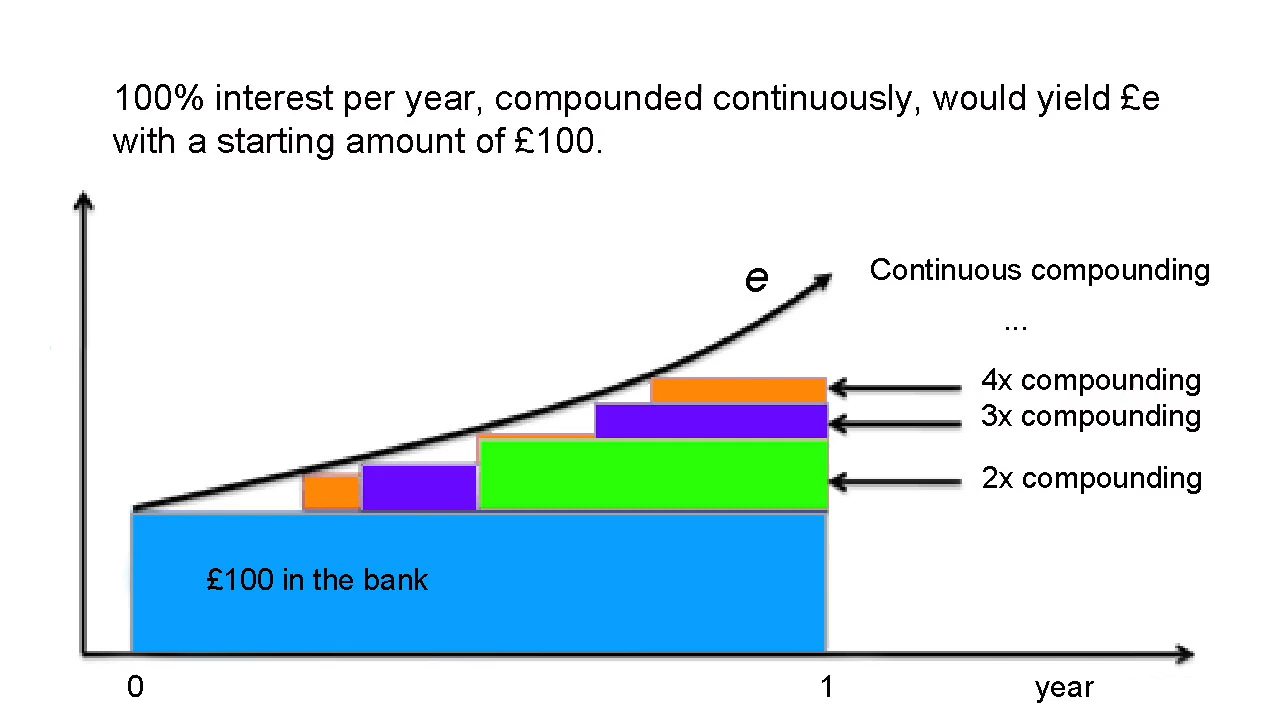 100% interest per year, compounded continuously, would yield £e
with a starting amount of £100.
e
Continuous compounding
...
4x compounding
3x compounding
2x compounding
£100 in the bank
0
1
year